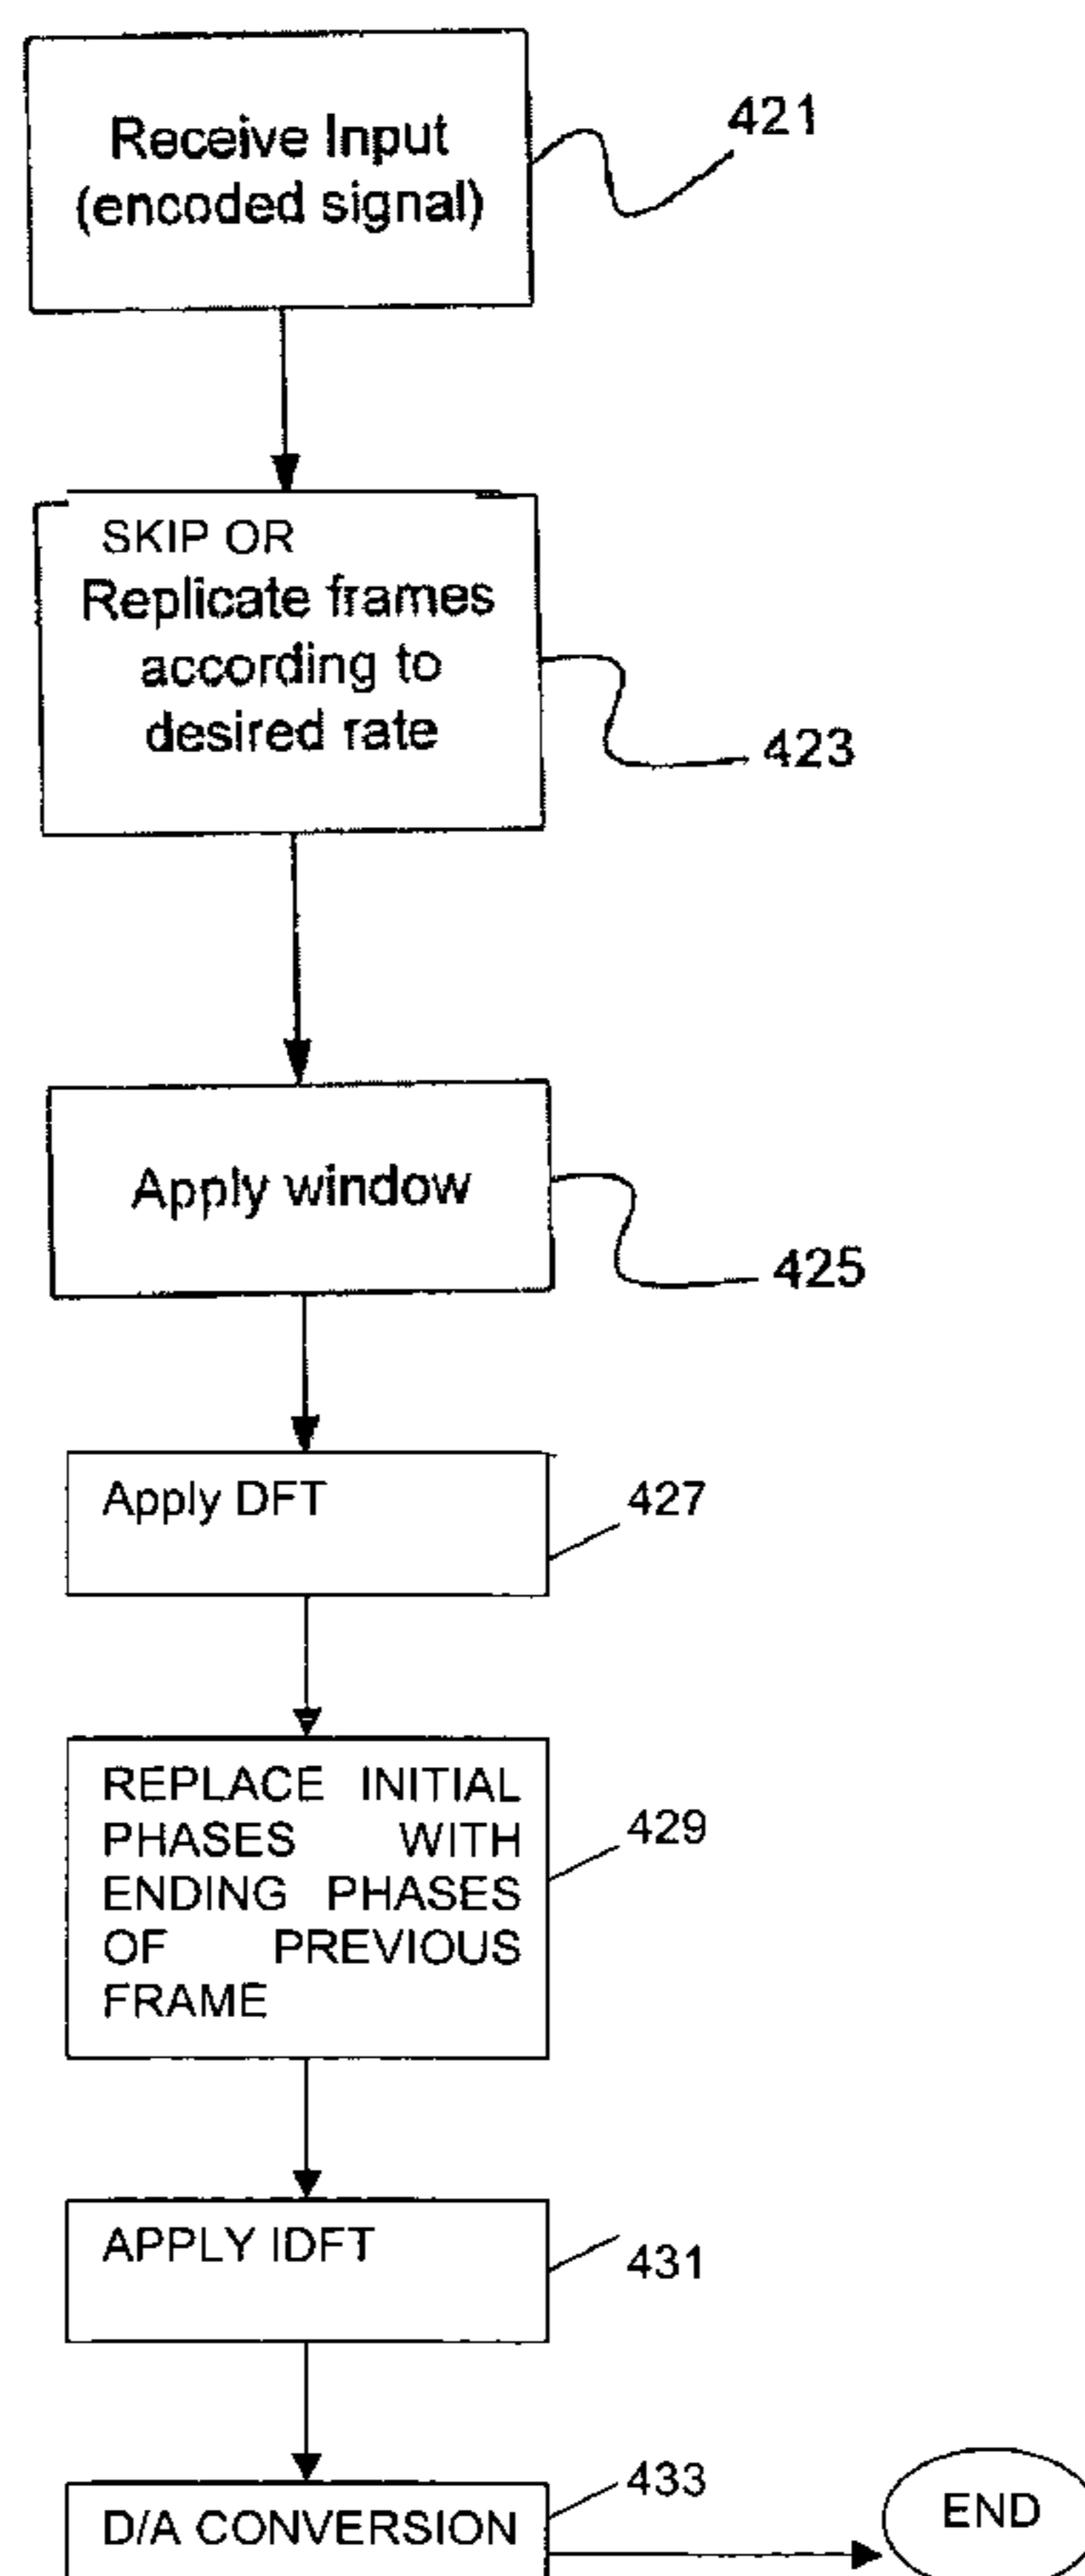 Receive Input
(encoded signal)
421
SKIP OR
Replicate frames
according to
desired rate
423
Apply window
425
Apply DFT
427
REPLACE INITIAL
PHASES WITH
ENDING PHASES
OF PREVIOUS
FRAME
429
APPLY IDFT
431
D/A CONVERSION
433
END